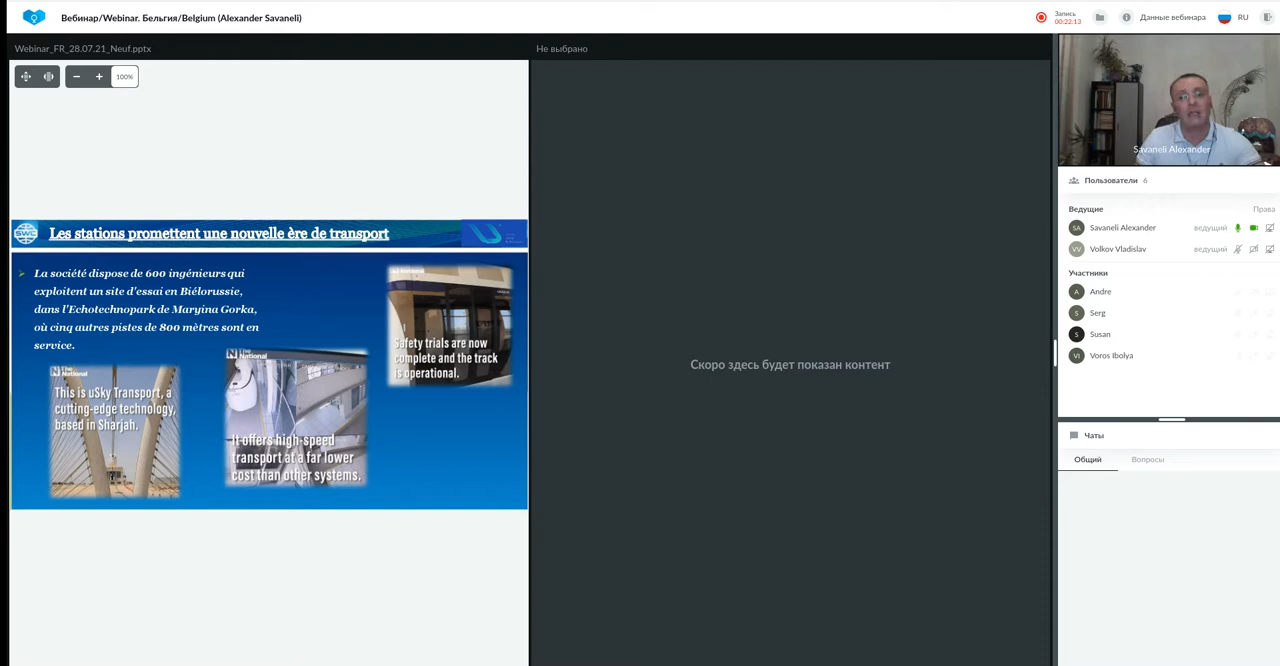 Вебинар/Webinar. Бельгия/Belgium (Alexander Savaneli)
Запись
00:22:13
Данные вебинара
RU
Webinar_FR_28.07.21_Neuf.pptx
Не выбрано
100%
SWC
Les stations promettent une nouvelle ère de transport
La société dispose de 600 ingénieurs qui
exploitent un site d'essai en Biélorussie,
dans l'Echotechnopark de Maryina Gorka,
où cinq autres pistes de 800 mètres sont en
service.
Safety trials are now
complete and the track
is operational.
The
National
This is uSky Transport, a
cutting-edge technology,
based in Sharjah.
The
National
It offers high-speed
transport at a far lower
cost than other systems.
Скоро здесь будет показан контент
Savaneli Alexander
Пользователи 6
Ведущие
Права
SA Savaneli Alexander ведущий
VV Volkov Vladislav ведущий
Участники
A Andre
S Serg
S Susan
VI Voros Ibolya
Чаты
Общий
Вопросы